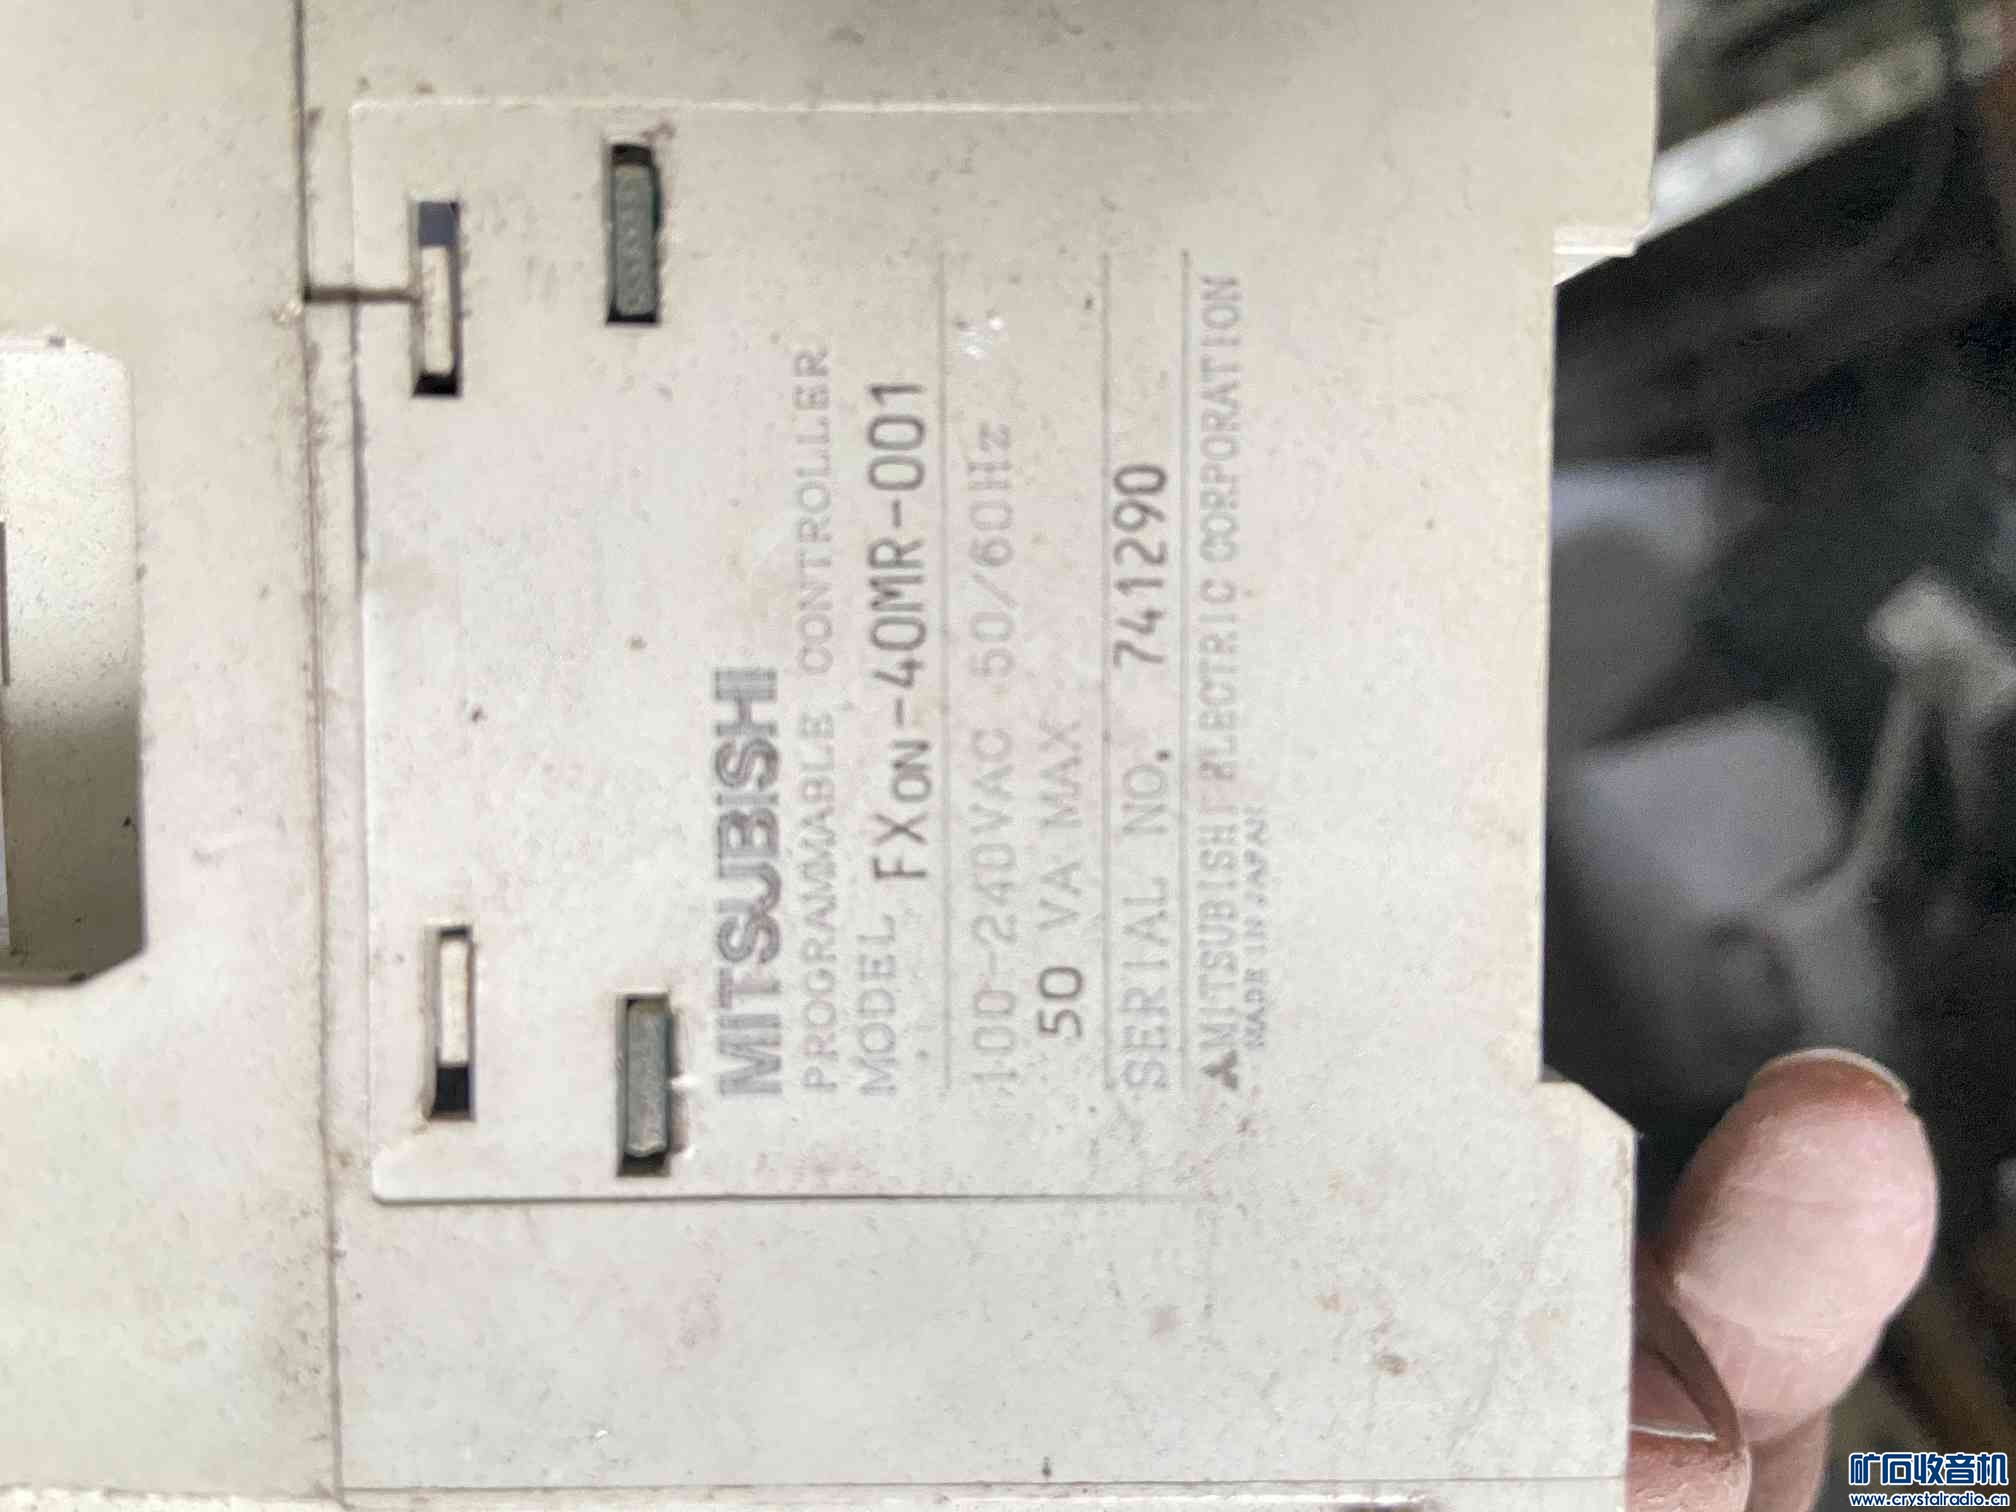 MITSUBISHI
PROGRAMMABLE CONTROLLER
MODEL FX0N-40MR-001
100-240VAC 50/60Hz
50 VA MAX
SERIAL NO. 741290
MITSUBISHI ELECTRIC CORPORATION
MADE IN JAPAN
矿石收音机
www.crystalradio.cn